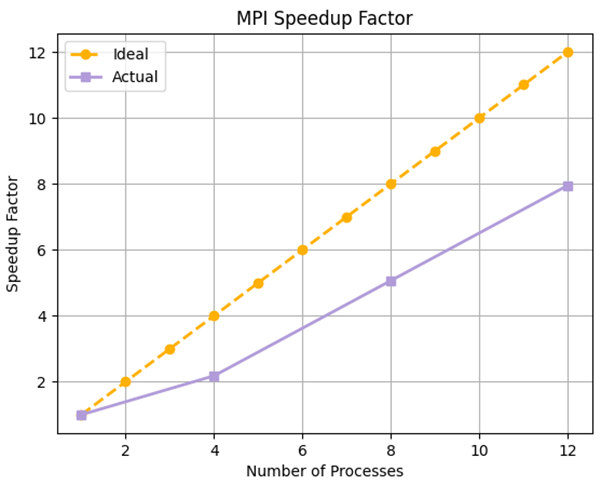 MPI Speedup Factor
Ideal
Actual
12
10
8
6
4
2
Speedup Factor
2 4 6 8 10 12
Number of Processes